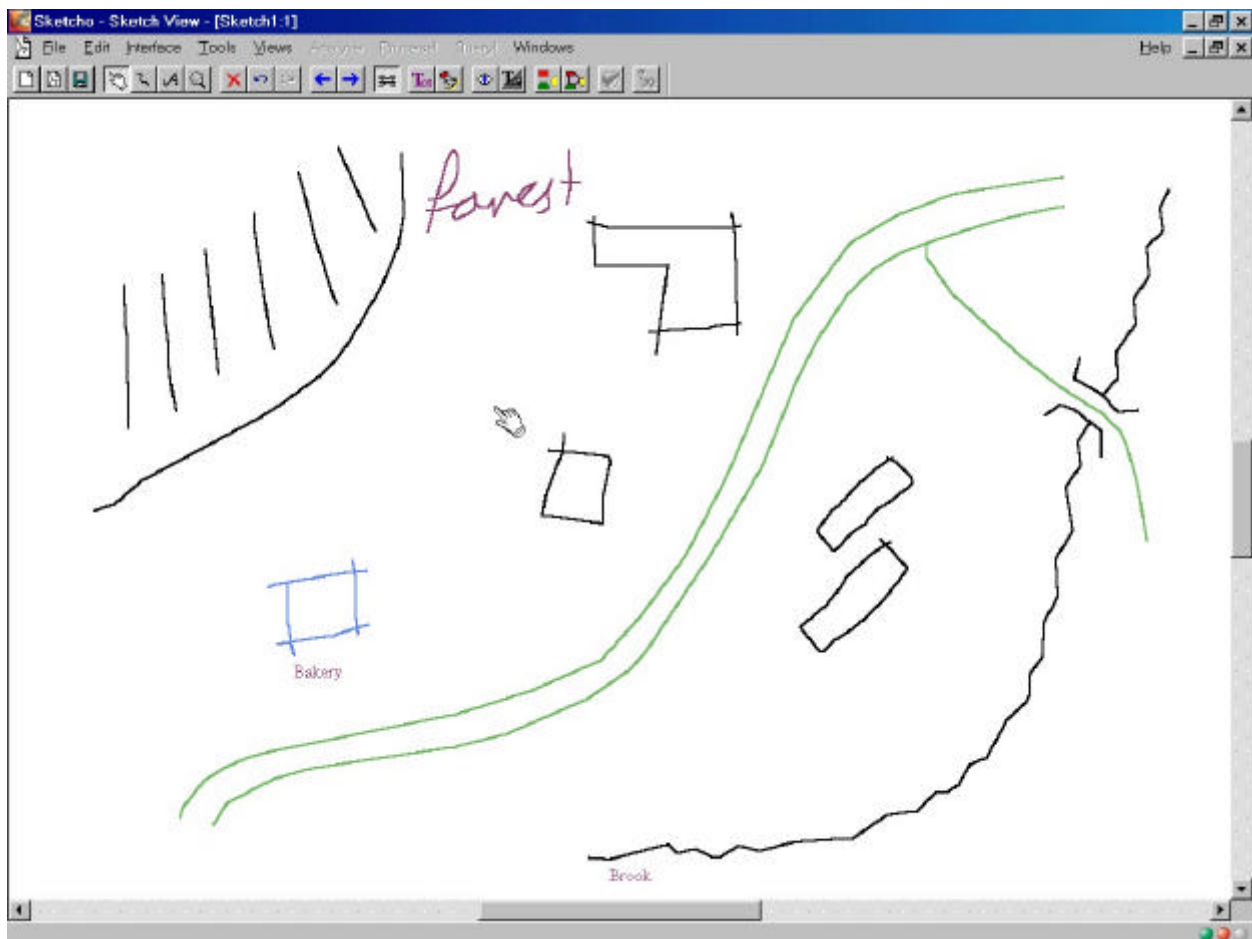 Sketcho - Sketch View - [Sketch1:1]
File Edit Interface Tools Views Windows Help
forest
Bakery
Brook